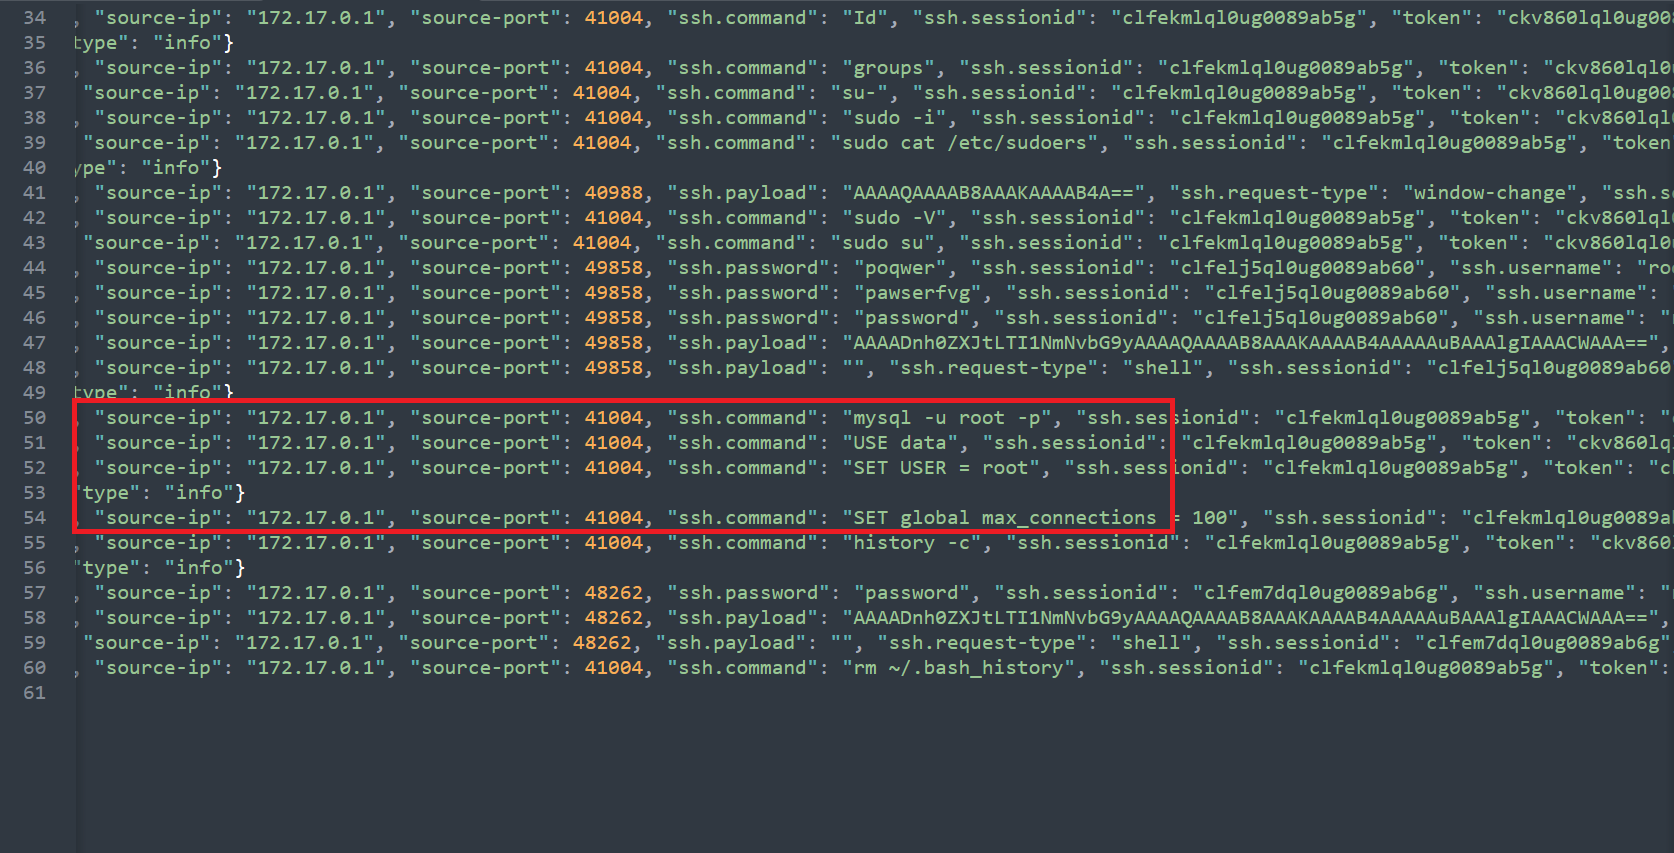 34 , "source-ip": "172.17.0.1", "source-port": 41004, "ssh.command": "Id", "ssh.sessionid": "clfekmlql0ug0089ab5g", "token": "ckv860lql0ug00
35 type": "info"}
36 , "source-ip": "172.17.0.1", "source-port": 41004, "ssh.command": "groups", "ssh.sessionid": "clfekmlql0ug0089ab5g", "token": "ckv860lql0u
37 "source-ip": "172.17.0.1", "source-port": 41004, "ssh.command": "su-", "ssh.sessionid": "clfekmlql0ug0089ab5g", "token": "ckv860lql0ug00
38 , "source-ip": "172.17.0.1", "source-port": 41004, "ssh.command": "sudo -i", "ssh.sessionid": "clfekmlql0ug0089ab5g", "token": "ckv860lql0
39 "source-ip": "172.17.0.1", "source-port": 41004, "ssh.command": "sudo cat /etc/sudoers", "ssh.sessionid": "clfekmlql0ug0089ab5g", "token
40 ype": "info"}
41 , "source-ip": "172.17.0.1", "source-port": 40988, "ssh.payload": "AAAAQAAAAB8AAAKAAAAB4A==", "ssh.request-type": "window-change", "ssh.s
42 , "source-ip": "172.17.0.1", "source-port": 41004, "ssh.command": "sudo -V", "ssh.sessionid": "clfekmlql0ug0089ab5g", "token": "ckv860lql0
43 "source-ip": "172.17.0.1", "source-port": 41004, "ssh.command": "sudo su", "ssh.sessionid": "clfekmlql0ug0089ab5g", "token": "ckv860lql0
44 , "source-ip": "172.17.0.1", "source-port": 49858, "ssh.password": "poqwer", "ssh.sessionid": "clfelj5ql0ug0089ab60", "ssh.username": "ro
45 , "source-ip": "172.17.0.1", "source-port": 49858, "ssh.password": "pawserfvg", "ssh.sessionid": "clfelj5ql0ug0089ab60", "ssh.username":
46 , "source-ip": "172.17.0.1", "source-port": 49858, "ssh.password": "password", "ssh.sessionid": "clfelj5ql0ug0089ab60", "ssh.username": "
47 , "source-ip": "172.17.0.1", "source-port": 49858, "ssh.payload": "AAAADnh0ZXJtLTI1NmNvbG9yAAAAQAAAAB8AAAKAAAAB4AAAAAuBAAAlgIAAACWAAA==",
48 , "source-ip": "172.17.0.1", "source-port": 49858, "ssh.payload": "", "ssh.request-type": "shell", "ssh.sessionid": "clfelj5ql0ug0089ab60
49 type": "info"}
50 , "source-ip": "172.17.0.1", "source-port": 41004, "ssh.command": "mysql -u root -p", "ssh.sessionid": "clfekmlql0ug0089ab5g", "token": "
51 , "source-ip": "172.17.0.1", "source-port": 41004, "ssh.command": "USE data", "ssh.sessionid": "clfekmlql0ug0089ab5g", "token": "ckv860l
52 , "source-ip": "172.17.0.1", "source-port": 41004, "ssh.command": "SET USER = root", "ssh.sessionid": "clfekmlql0ug0089ab5g", "token": "c
53 "type": "info"}
54 , "source-ip": "172.17.0.1", "source-port": 41004, "ssh.command": "SET global max_connections = 100", "ssh.sessionid": "clfekmlql0ug0089a
55 , "source-ip": "172.17.0.1", "source-port": 41004, "ssh.command": "history -c", "ssh.sessionid": "clfekmlql0ug0089ab5g", "token": "ckv860
56 "type": "info"}
57 , "source-ip": "172.17.0.1", "source-port": 48262, "ssh.password": "password", "ssh.sessionid": "clfem7dql0ug0089ab6g", "ssh.username": "
58 , "source-ip": "172.17.0.1", "source-port": 48262, "ssh.payload": "AAAADnh0ZXJtLTI1NmNvbG9yAAAAQAAAAB8AAAKAAAAB4AAAAAuBAAAlgIAAACWAAA==",
59 "source-ip": "172.17.0.1", "source-port": 48262, "ssh.payload": "", "ssh.request-type": "shell", "ssh.sessionid": "clfem7dql0ug0089ab6g"
60 , "source-ip": "172.17.0.1", "source-port": 41004, "ssh.command": "rm ~/.bash_history", "ssh.sessionid": "clfekmlql0ug0089ab5g", "token":
61